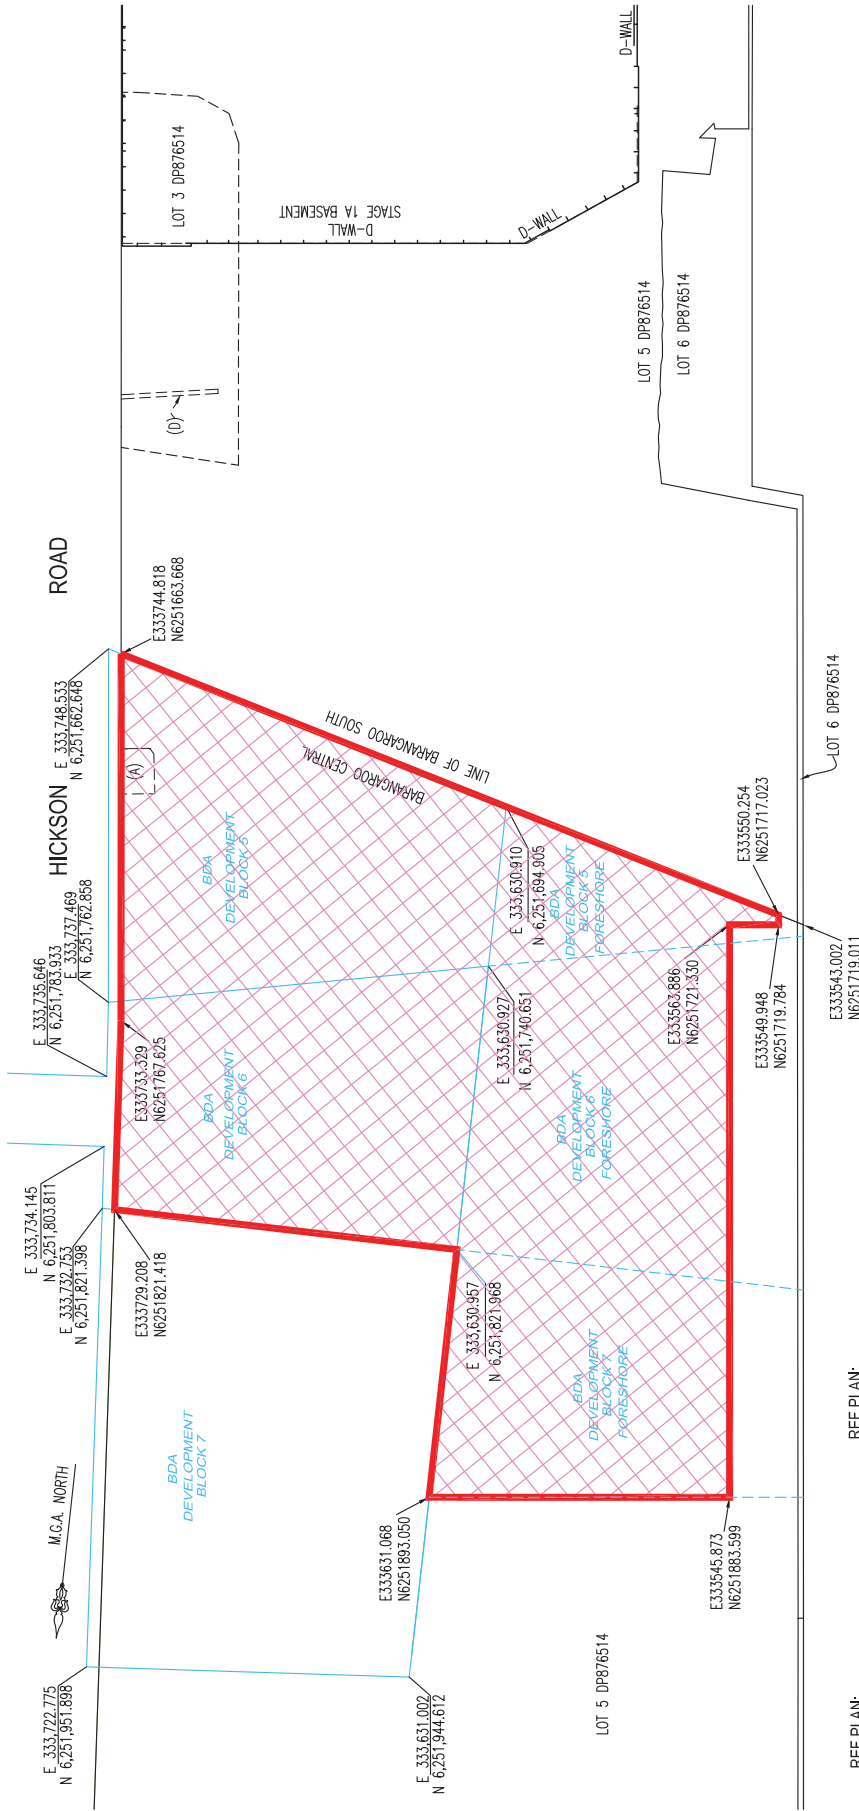 HICKSON
ROAD
M.G.A. NORTH
E 333,722.775
N 6,251,951.898
E 333,734.145
N 6,251,803.811
E 333,732.753
N 6,251,821.398
E333729.208
N6251821.418
E 333,735.646
N 6,251,783.933
E 333,737.469
N 6,251,762.858
E333733.329
N6251767.625
E 333,748.533
N 6,251,662.648
E333744.818
N6251663.668
(A)
(D)
LOT 3 DP876514
D-WALL
STAGE 1A BASEMENT
D-WALL
D-WALL
LOT 5 DP876514
LOT 6 DP876514
LINE OF BARANGAROO SOUTH
BARANGAROO CENTRAL
BDA
DEVELOPMENT
BLOCK 5
BDA
DEVELOPMENT
BLOCK 6
BDA
DEVELOPMENT
BLOCK 7
E 333,630.910
N 6,251,694.905
BDA
DEVELOPMENT
BLOCK 5
FORESHORE
E 333,630.927
N 6,251,740.651
BDA
DEVELOPMENT
BLOCK 6
FORESHORE
E 333,630.957
N 6,251,821.968
BDA
DEVELOPMENT
BLOCK 7
FORESHORE
E333631.068
N6251893.050
E 333,631.002
N 6,251,944.612
LOT 5 DP876514
E333545.873
N6251883.599
E333563.886
N6251721.330
E333549.948
N6251719.784
E333550.254
N6251717.023
E333543.002
N6251719.011
LOT 6 DP876514
REF PLAN:
REF PLAN: